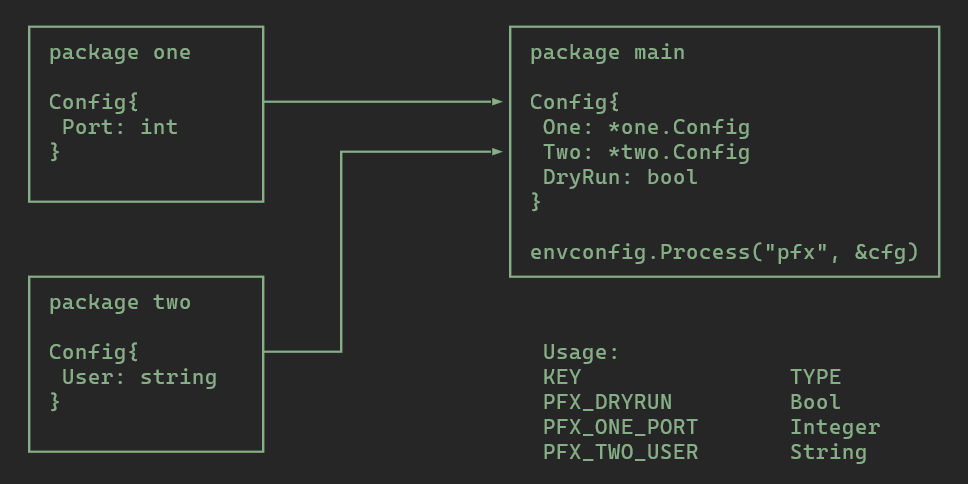 package one
Config{
Port: int
}
package two
Config{
User: string
}
package main
Config{
One: *one.Config
Two: *two.Config
DryRun: bool
}
envconfig.Process("pfx", &cfg)
Usage:
KEY TYPE
PFX_DRYRUN Bool
PFX_ONE_PORT Integer
PFX_TWO_USER String